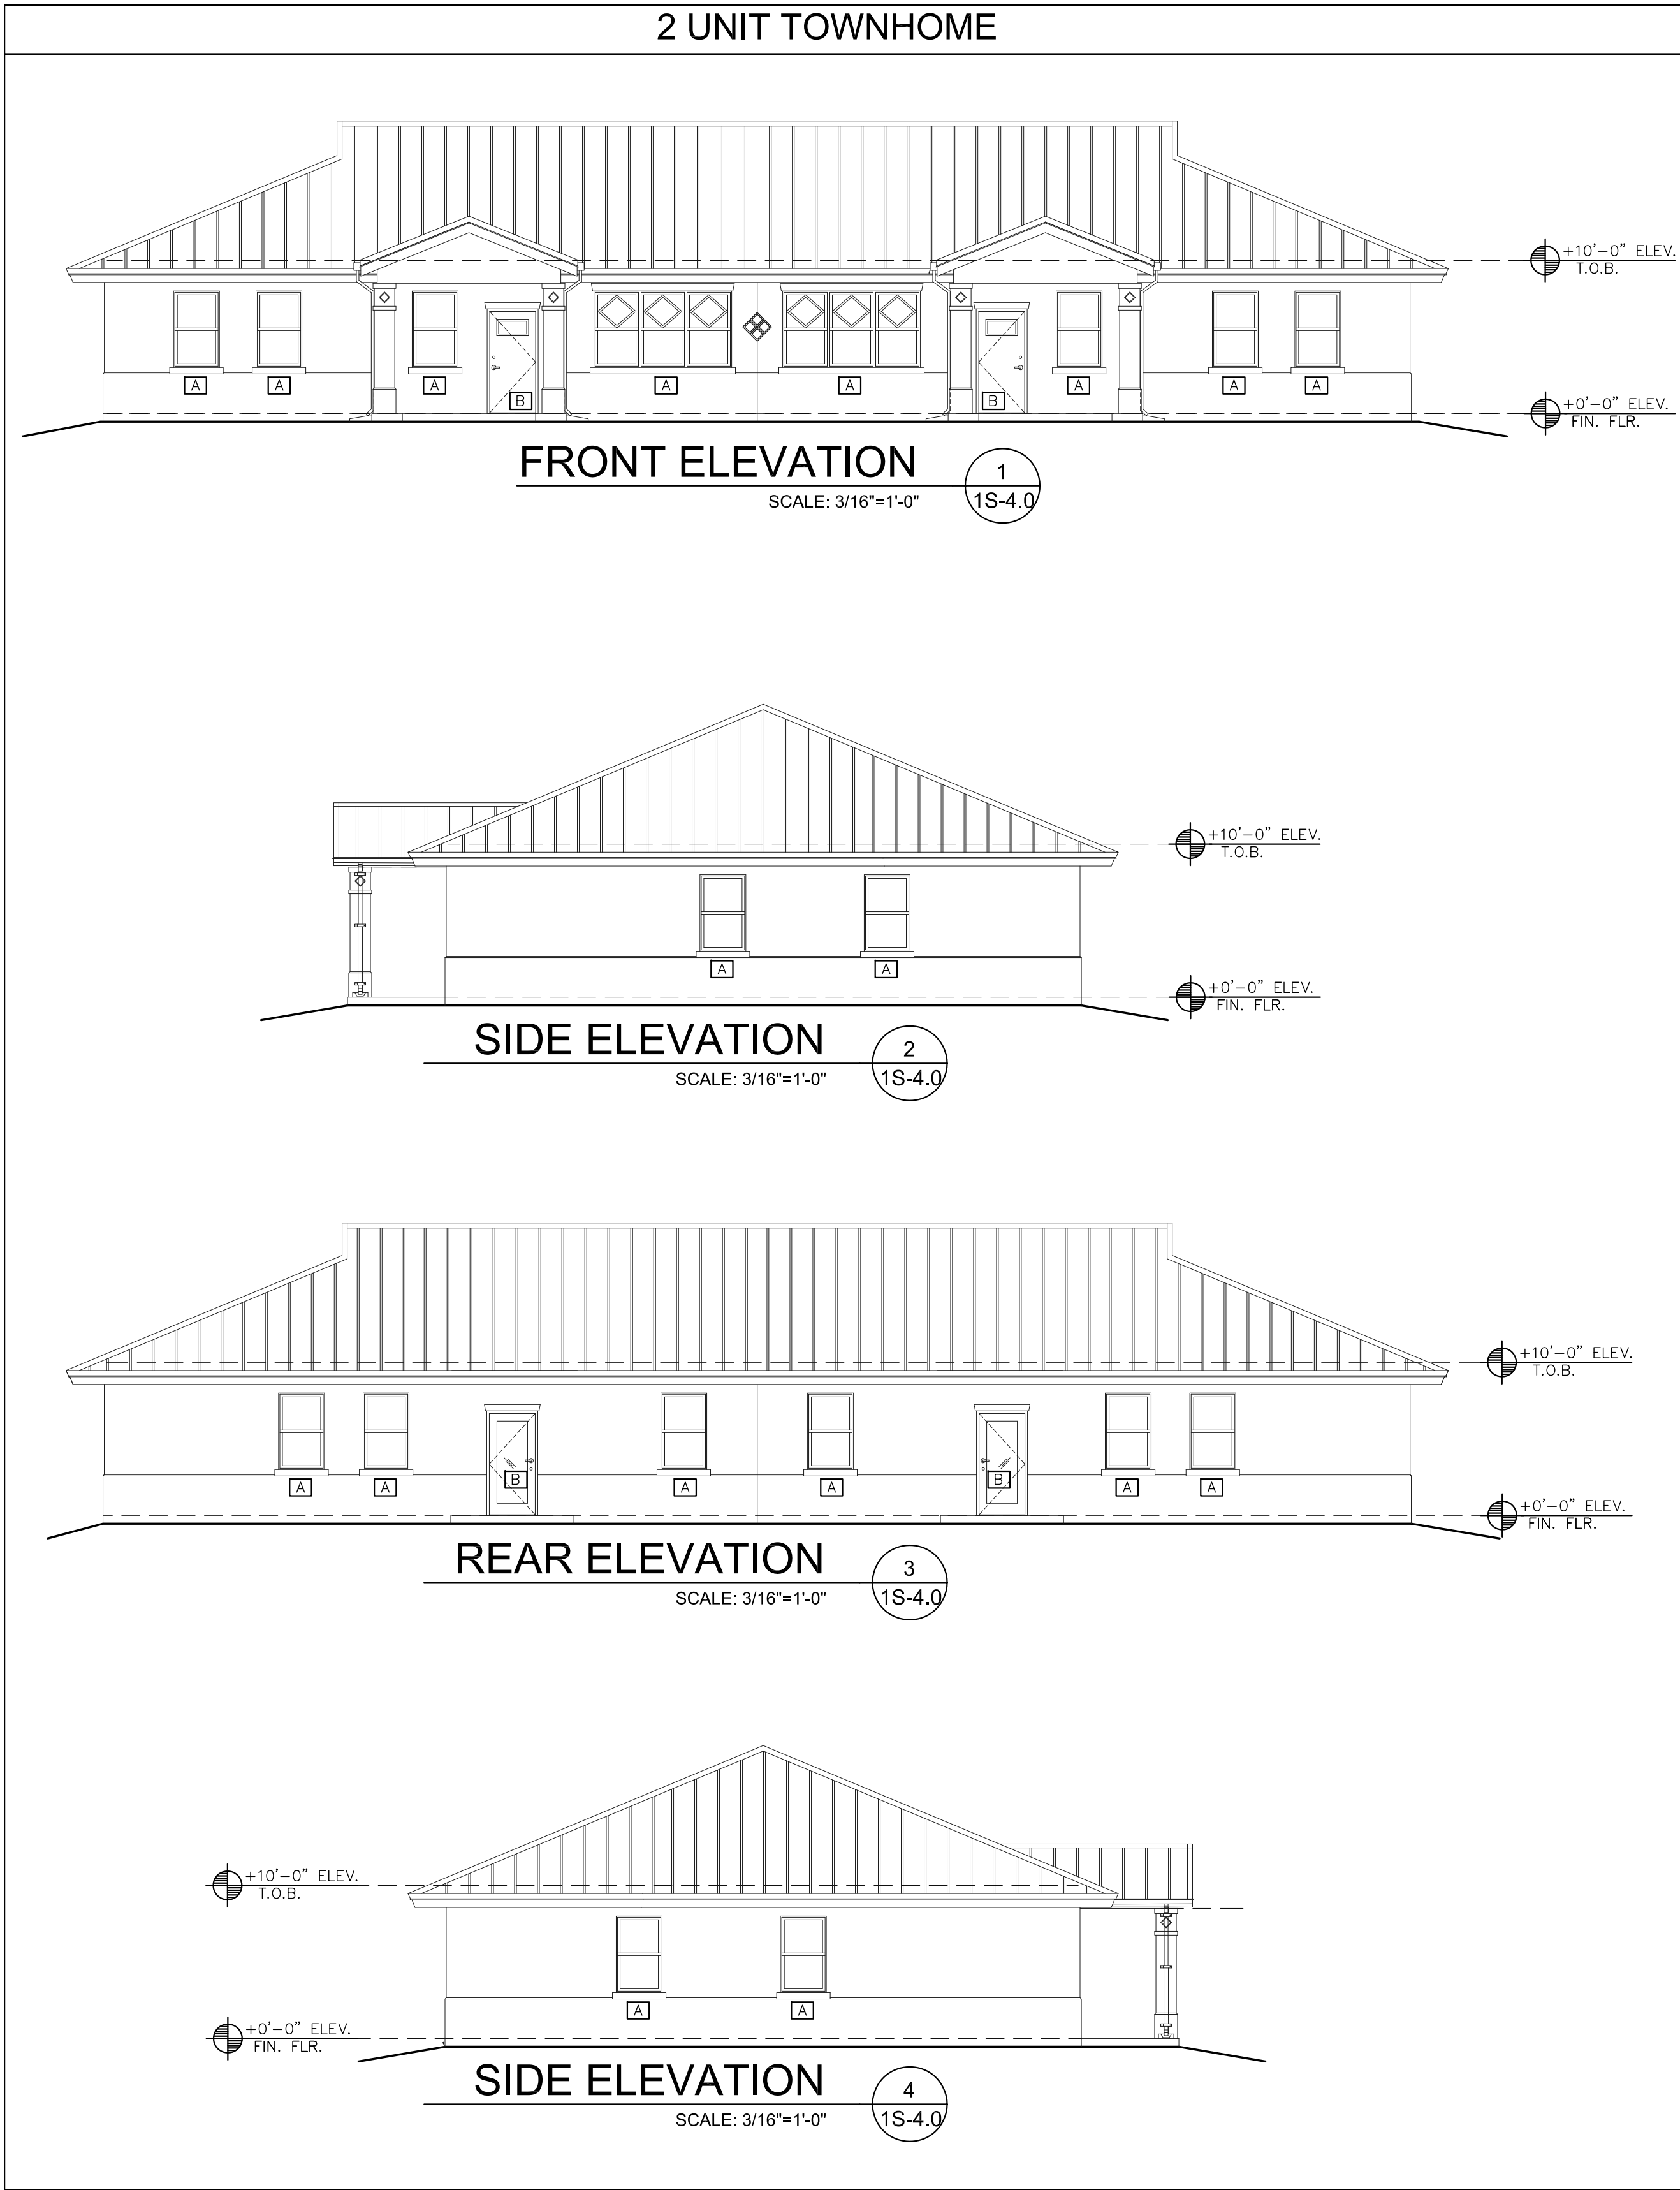 2 UNIT TOWNHOME
+10'-0" ELEV.
T.O.B.
A A A B A A B A A A
+0'-0" ELEV.
FIN. FLR.
FRONT ELEVATION
SCALE: 3/16"=1'-0"
1
1S-4.0
+10'-0" ELEV.
T.O.B.
A A
+0'-0" ELEV.
FIN. FLR.
SIDE ELEVATION
SCALE: 3/16"=1'-0"
2
1S-4.0
+10'-0" ELEV.
T.O.B.
A A B A A B A A
+0'-0" ELEV.
FIN. FLR.
REAR ELEVATION
SCALE: 3/16"=1'-0"
3
1S-4.0
+10'-0" ELEV.
T.O.B.
A A
+0'-0" ELEV.
FIN. FLR.
SIDE ELEVATION
SCALE: 3/16"=1'-0"
4
1S-4.0